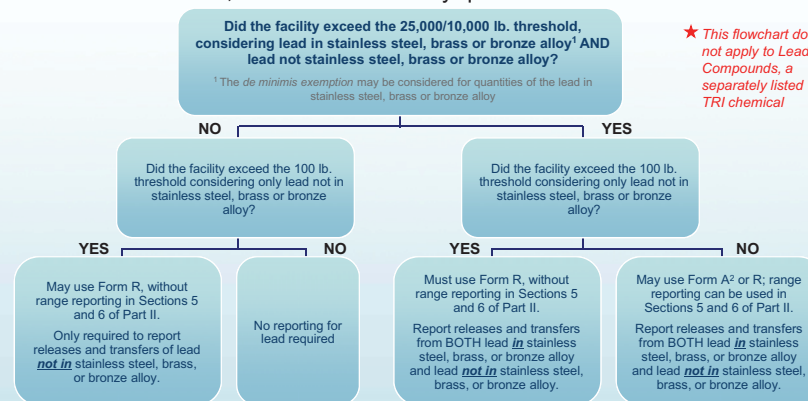 Did the facility exceed the 25,000/10,000 lb. threshold,
considering lead in stainless steel, brass or bronze alloy¹ AND
lead not stainless steel, brass or bronze alloy?
¹ The de minimis exemption may be considered for quantities of the lead in
stainless steel, brass or bronze alloy
★ This flowchart do
not apply to Lead
Compounds, a
separately listed
TRI chemical
NO
YES
Did the facility exceed the 100 lb.
threshold considering only lead not in
stainless steel, brass or bronze
alloy?
Did the facility exceed the 100 lb.
threshold considering only lead not in
stainless steel, brass or bronze
alloy?
YES
NO
YES
NO
May use Form R, without
range reporting in Sections 5
and 6 of Part II.
Only required to report
releases and transfers of lead
not in stainless steel, brass,
or bronze alloy.
No reporting for
lead required
Must use Form R, without
range reporting in Sections 5
and 6 of Part II.
Report releases and transfers
from BOTH lead in stainless
steel, brass, or bronze alloy
and lead not in stainless steel,
brass, or bronze alloy.
May use Form A² or R; range
reporting can be used in
Sections 5 and 6 of Part II.
Report releases and transfers
from BOTH lead in stainless
steel, brass, or bronze alloy
and lead not in stainless steel,
brass, or bronze alloy.